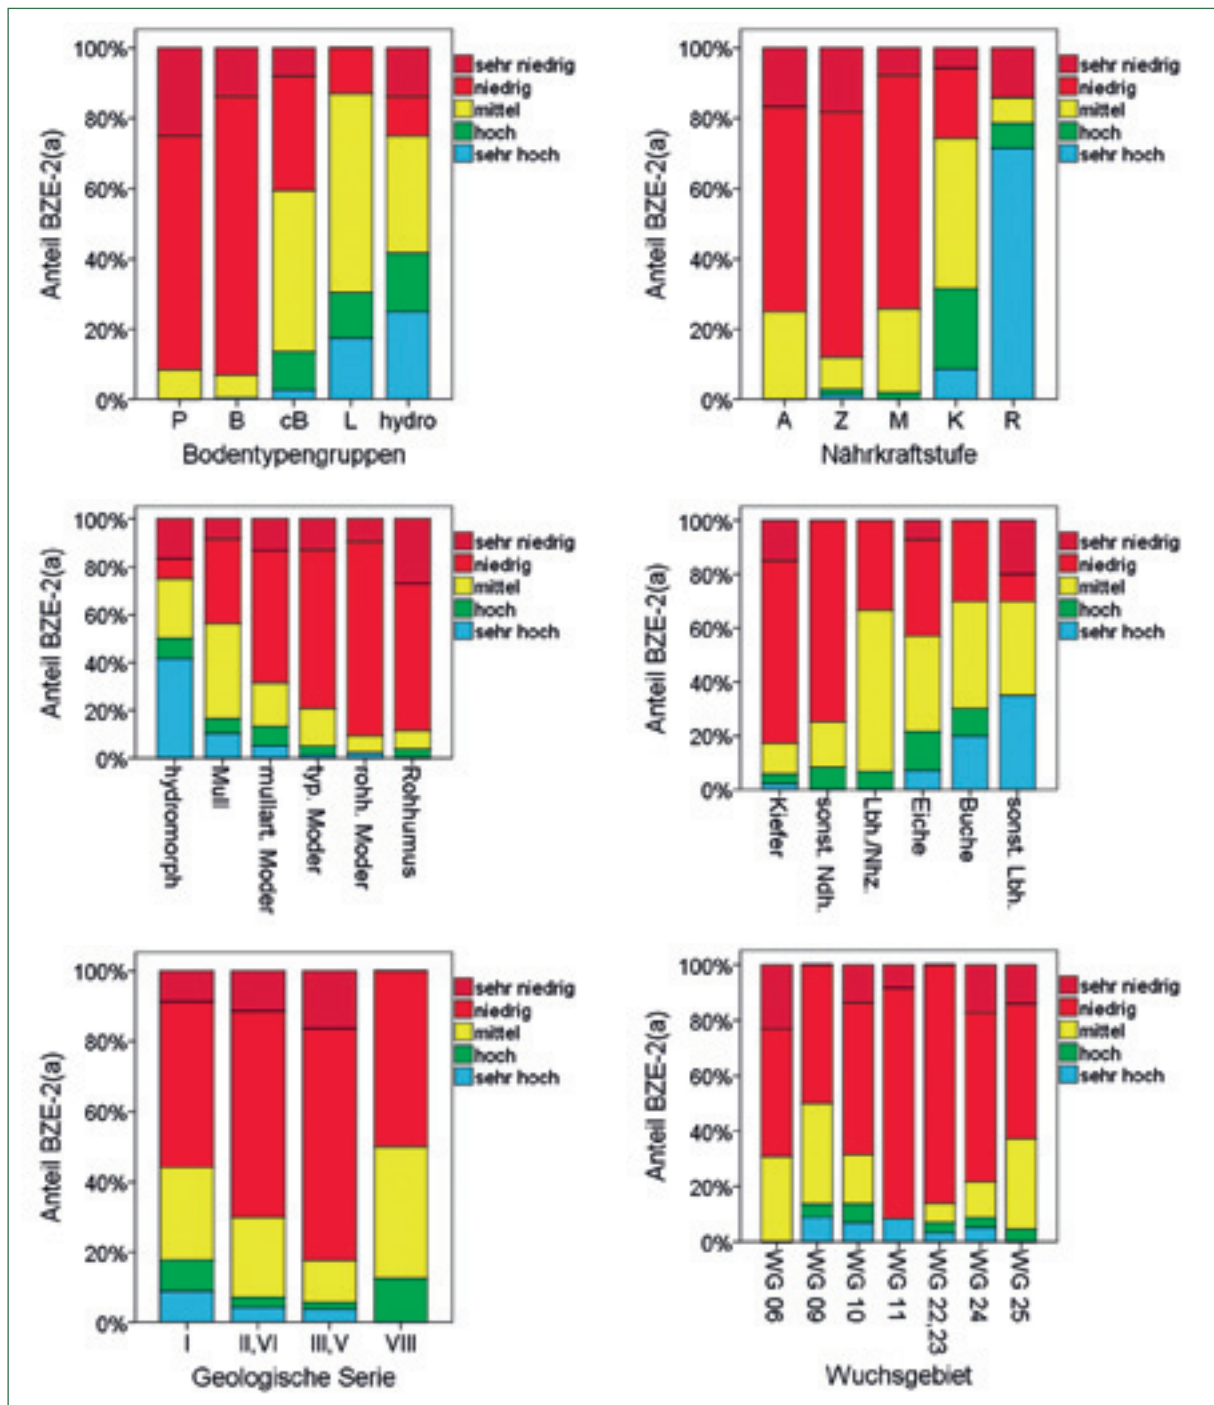 100%
80%
60%
40%
20%
0%
Anteil BZE-2(a)
P B cB L hydro
Bodentypengruppen
sehr niedrig
niedrig
mittel
hoch
sehr hoch
100%
80%
60%
40%
20%
0%
Anteil BZE-2(a)
A Z M K R
Nährkraftstufe
sehr niedrig
niedrig
mittel
hoch
sehr hoch
100%
80%
60%
40%
20%
0%
Anteil BZE-2(a)
hydromorph
Mull
mullart. Moder
typ. Moder
rohh. Moder
Rohhumus
sehr niedrig
niedrig
mittel
hoch
sehr hoch
100%
80%
60%
40%
20%
0%
Anteil BZE-2(a)
Kiefer
sonst. Ndh.
Lbh./Nhz.
Eiche
Buche
sonst. Lbh.
sehr niedrig
niedrig
mittel
hoch
sehr hoch
100%
80%
60%
40%
20%
0%
Anteil BZE-2(a)
I II,VI III,V VIII
Geologische Serie
sehr niedrig
niedrig
mittel
hoch
sehr hoch
100%
80%
60%
40%
20%
0%
Anteil BZE-2(a)
WG 06
WG 09
WG 10
WG 11
WG 22,23
WG 24
WG 25
Wuchsgebiet
sehr niedrig
niedrig
mittel
hoch
sehr hoch